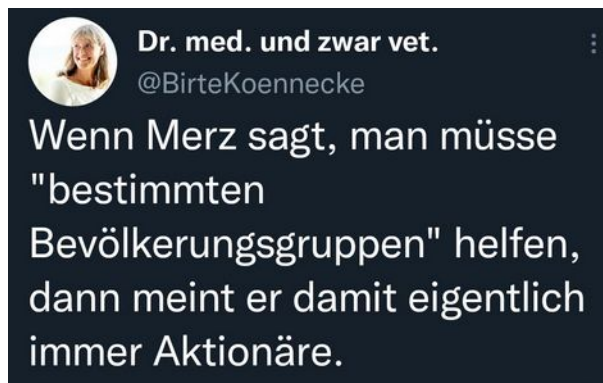 Dr. med. und zwar vet.
@BirteKoennecke
Wenn Merz sagt, man müsse
"bestimmten
Bevölkerungsgruppen" helfen,
dann meint er damit eigentlich
immer Aktionäre.